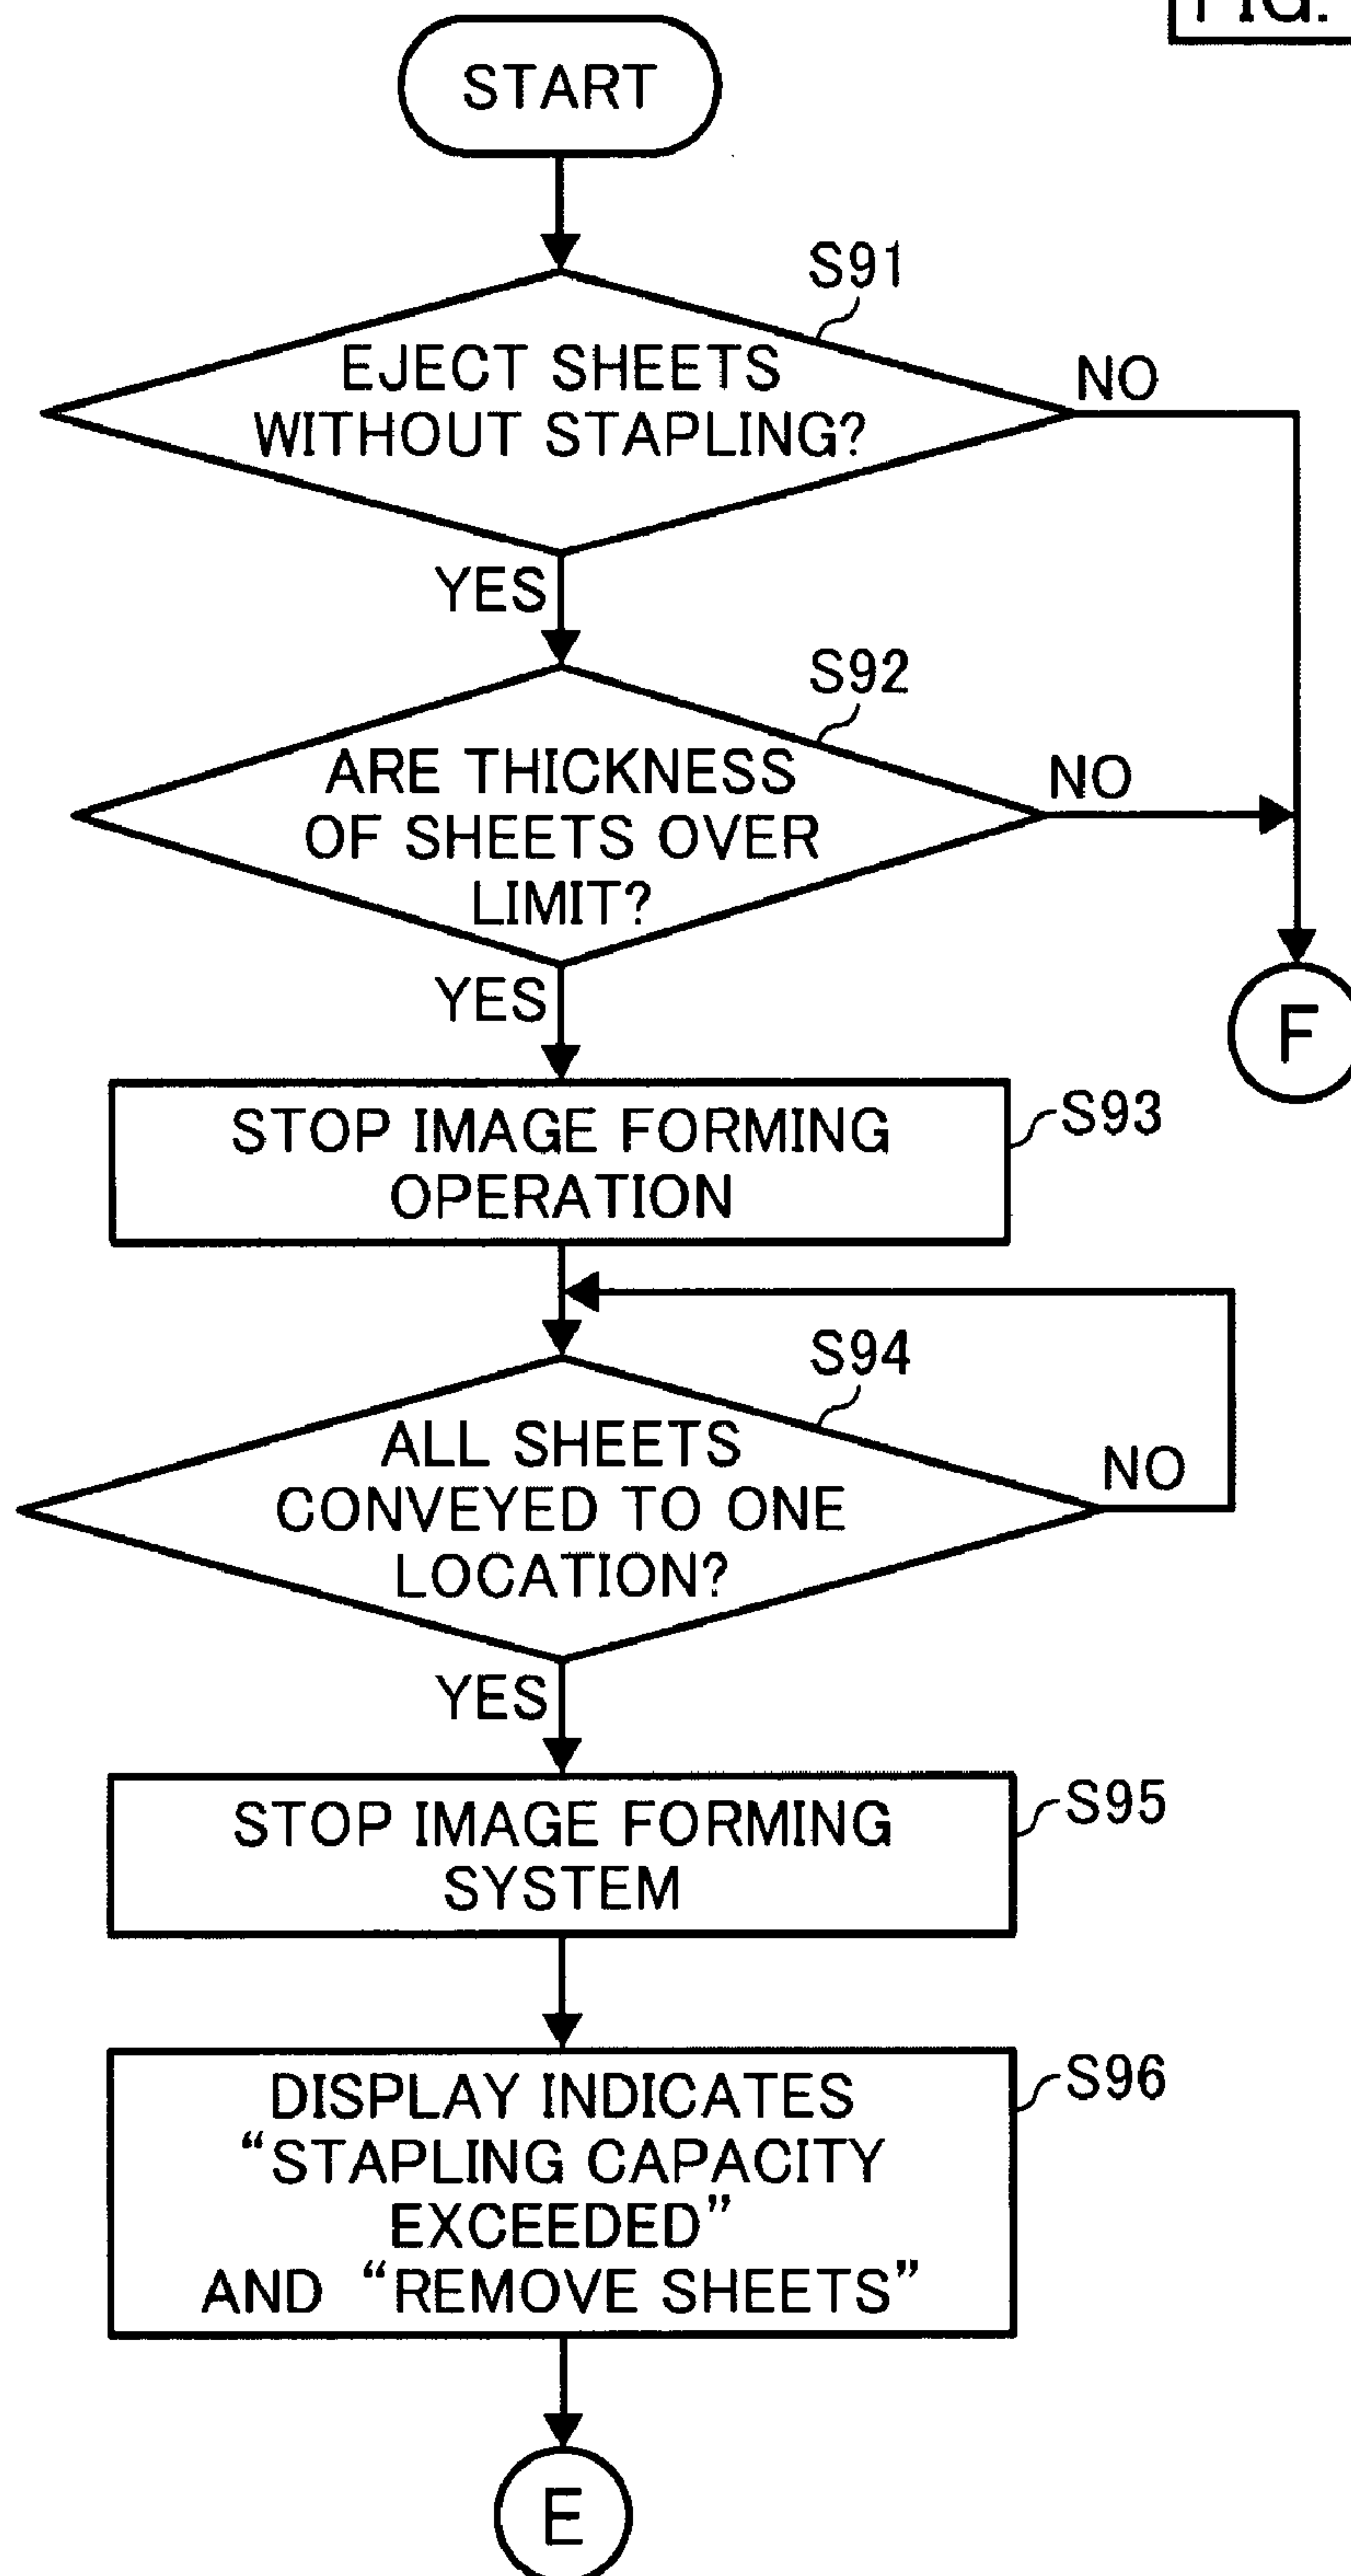 FIG.
START
S91
EJECT SHEETS
WITHOUT STAPLING?
NO
YES
S92
ARE THICKNESS
OF SHEETS OVER
LIMIT?
NO
YES
F
STOP IMAGE FORMING
OPERATION
S93
S94
ALL SHEETS
CONVEYED TO ONE
LOCATION?
NO
YES
STOP IMAGE FORMING
SYSTEM
S95
DISPLAY INDICATES
“STAPLING CAPACITY
EXCEEDED”
AND “REMOVE SHEETS”
S96
E